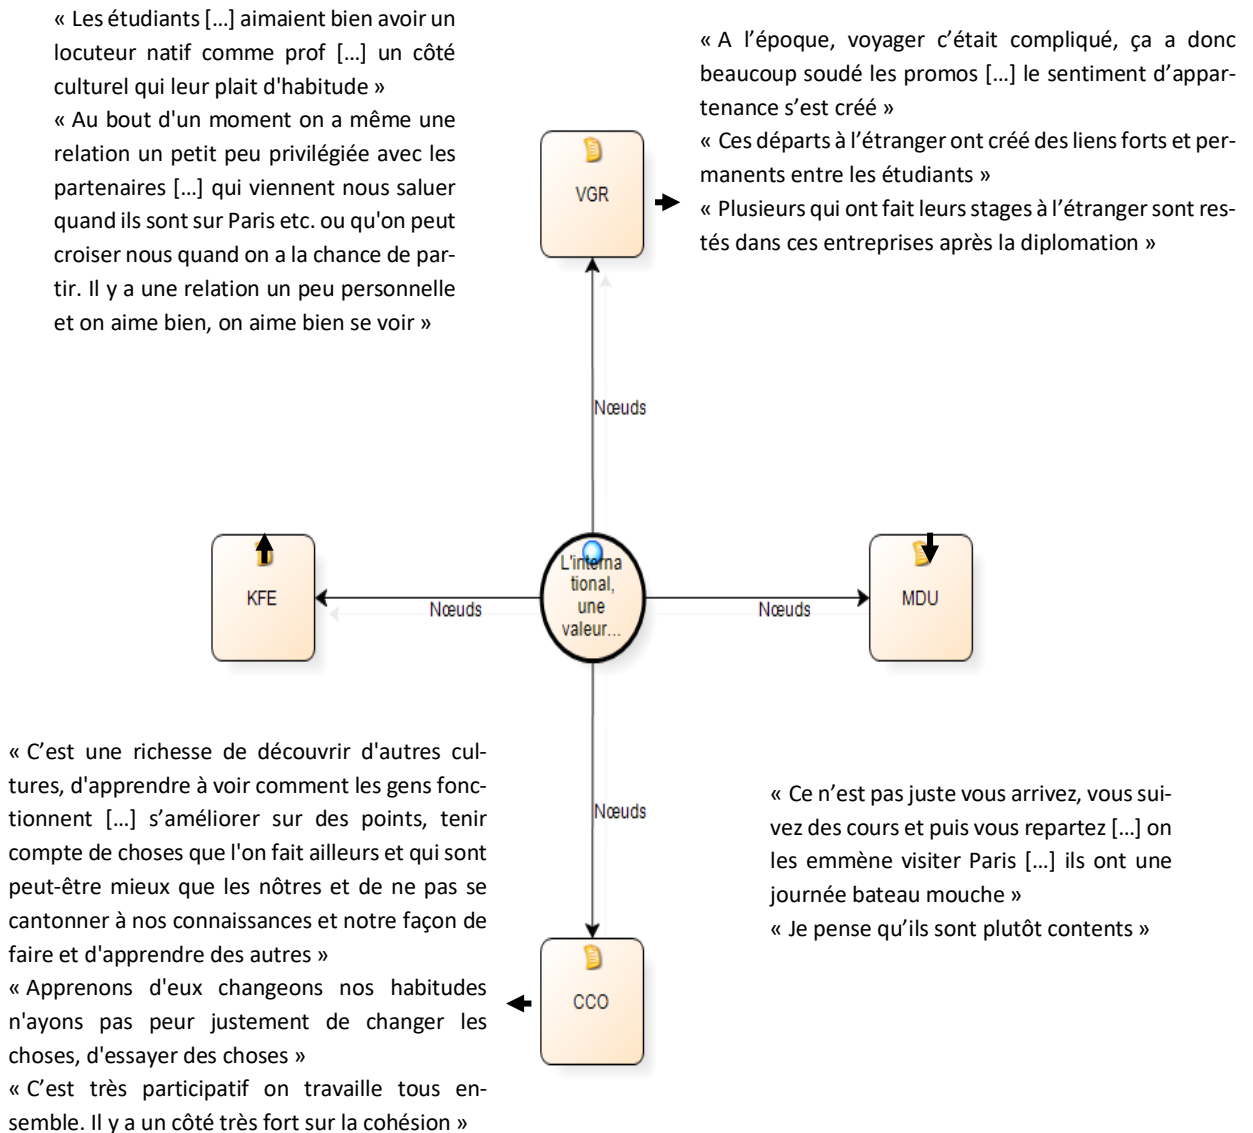 « Les étudiants […] aimaient bien avoir un
locuteur natif comme prof […] un côté
culturel qui leur plait d'habitude »
« Au bout d'un moment on a même une
relation un petit peu privilégiée avec les
partenaires […] qui viennent nous saluer
quand ils sont sur Paris etc. ou qu'on peut
croiser nous quand on a la chance de par-
tir. Il y a une relation un peu personnelle
et on aime bien, on aime bien se voir »
« A l’époque, voyager c’était compliqué, ça a donc
beaucoup soudé les promos […] le sentiment d’appar-
tenance s’est créé »
« Ces départs à l’étranger ont créé des liens forts et per-
manents entre les étudiants »
« Plusieurs qui ont fait leurs stages à l’étranger sont res-
tés dans ces entreprises après la diplomation »
VGR
Nœuds
KFE
Nœuds
L'interna
tional,
une
valeur...
Nœuds
MDU
Nœuds
CCO
« C’est une richesse de découvrir d'autres cul-
tures, d'apprendre à voir comment les gens fonc-
tionnent […] s’améliorer sur des points, tenir
compte de choses que l'on fait ailleurs et qui sont
peut-être mieux que les nôtres et de ne pas se
cantonner à nos connaissances et notre façon de
faire et d'apprendre des autres »
« Apprenons d'eux changeons nos habitudes
n'ayons pas peur justement de changer les
choses, d'essayer des choses »
« C’est très participatif on travaille tous en-
semble. Il y a un côté très fort sur la cohésion »
« Ce n’est pas juste vous arrivez, vous sui-
vez des cours et puis vous repartez […] on
les emmène visiter Paris […] ils ont une
journée bateau mouche »
« Je pense qu’ils sont plutôt contents »